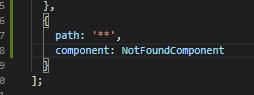 },
{
path: '**',
component: NotFoundComponent
}
];